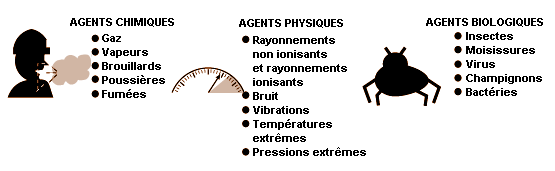 AGENTS CHIMIQUES
● Gaz
● Vapeurs
● Brouillards
● Poussières
● Fumées
AGENTS PHYSIQUES
● Rayonnements
non ionisants
et rayonnements
ionisants
● Bruit
● Vibrations
● Températures
extrêmes
● Pressions extrêmes
AGENTS BIOLOGIQUES
● Insectes
● Moisissures
● Virus
● Champignons
● Bactéries